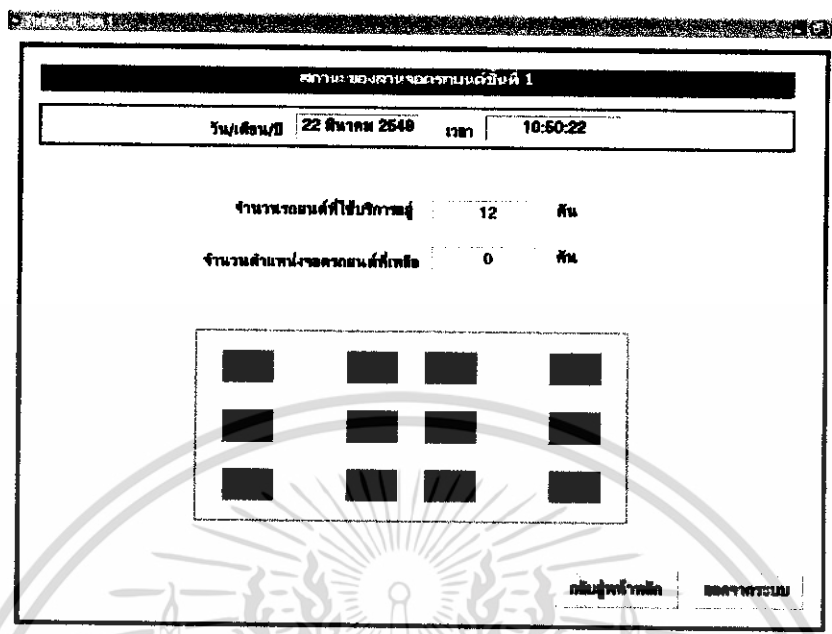 สถานะของลานจอดรถยนต์ชั้นที่ 1
วัน/เดือน/ปี 22 มีนาคม 2549 เวลา 10:50:22
จำนวนรถยนต์ที่ใช้บริการอยู่ 12 คัน
จำนวนตำแหน่งจอดรถยนต์ที่เหลือ 0 คัน
กลับสู่หน้าหลัก ออกจากระบบ